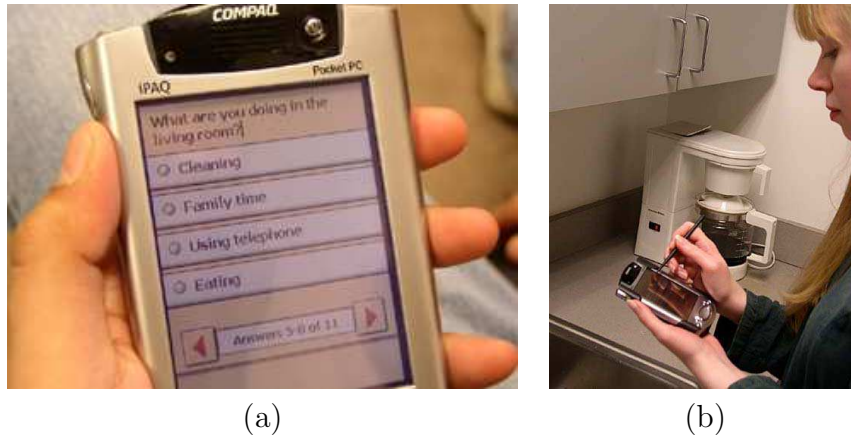 COMPAQ
iPAQ
Pocket PC
What are you doing in the
living room?
Cleaning
Family time
Using telephone
Eating
Answers 5-8 of 11
(a)
(b)